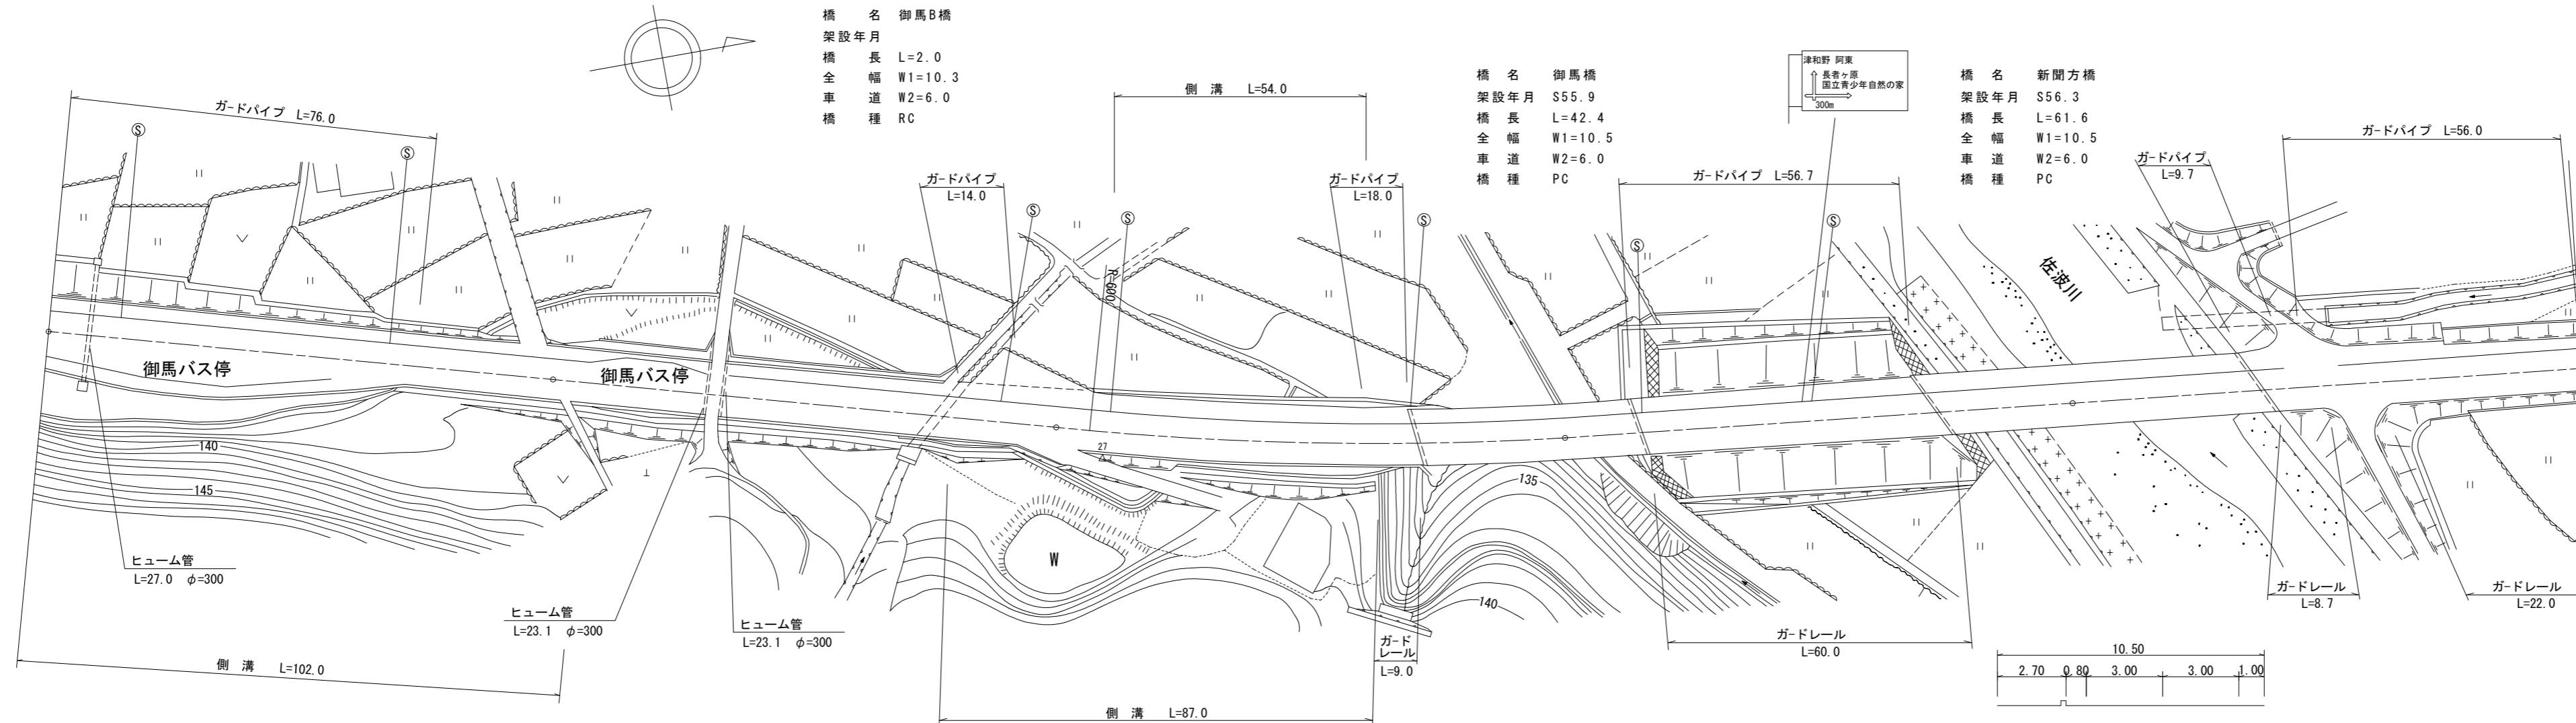 橋 名 御馬B橋
架設年月
橋 長 L=2.0
全 幅 W1=10.3
車 道 W2=6.0
橋 種 RC
橋 名 御馬橋
架設年月 S55.9
橋 長 L=42.4
全 幅 W1=10.5
車 道 W2=6.0
橋 種 PC
津和野 阿東
長者ヶ原
国立青少年自然の家
300m
橋 名 新聞方橋
架設年月 S56.3
橋 長 L=61.6
全 幅 W1=10.5
車 道 W2=6.0
橋 種 PC
ガードパイプ L=76.0
側 溝 L=54.0
ガードパイプ L=56.0
Ⓢ
Ⓢ
ガードパイプ
L=14.0
ガードパイプ
L=18.0
ガードパイプ L=56.7
ガードパイプ
L=9.7
Ⓢ
Ⓢ
Ⓢ
Ⓢ
Ⓢ
R=600
佐波川
御馬バス停
御馬バス停
27
140
145
135
140
W
ヒューム管
L=27.0 φ=300
ヒューム管
L=23.1 φ=300
ヒューム管
L=23.1 φ=300
ガード
レール
L=9.0
ガードレール
L=60.0
ガードレール
L=8.7
ガードレール
L=22.0
側 溝 L=102.0
側 溝 L=87.0
10.50
2.70 0.80 3.00 3.00 1.00